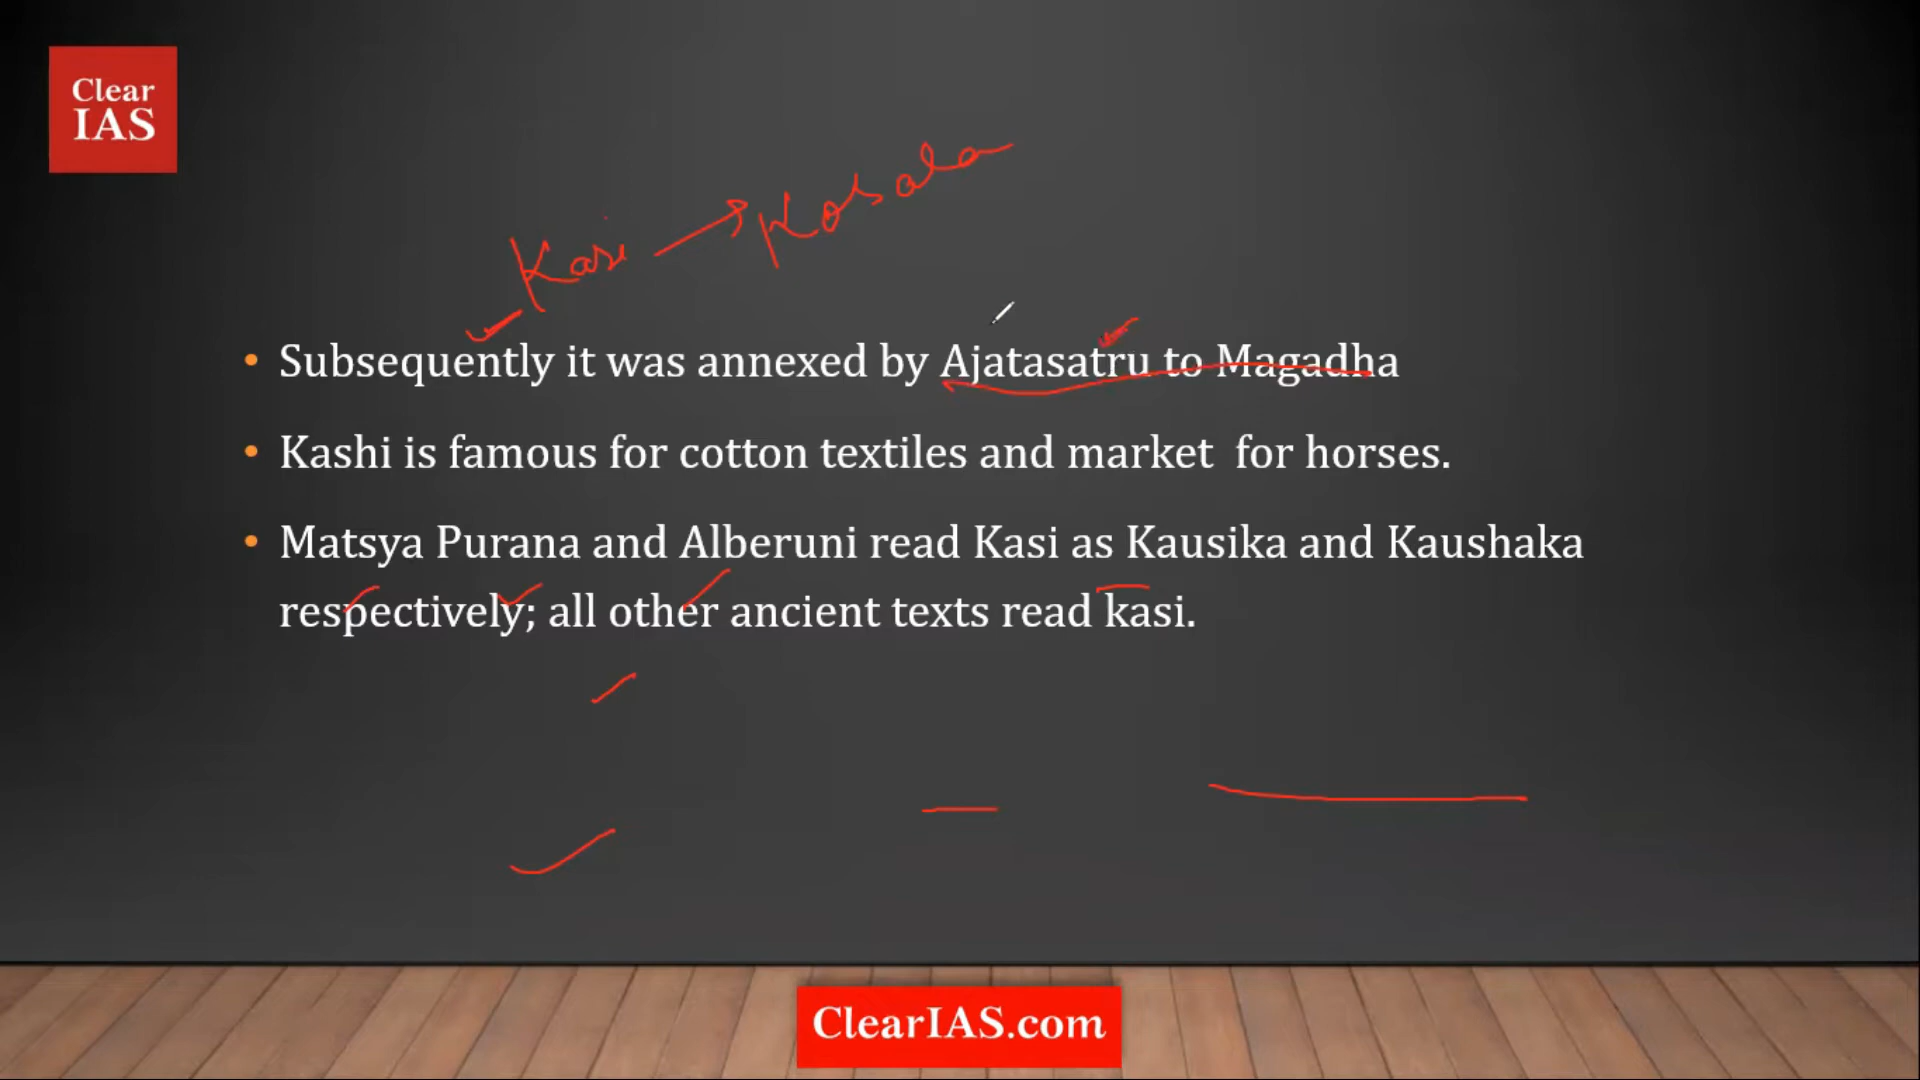 Clear
IAS
Kasi → Kosala
• Subsequently it was annexed by Ajatasatru to Magadha
• Kashi is famous for cotton textiles and market for horses.
• Matsya Purana and Alberuni read Kasi as Kausika and Kaushaka
respectively; all other ancient texts read kasi.
ClearIAS.com